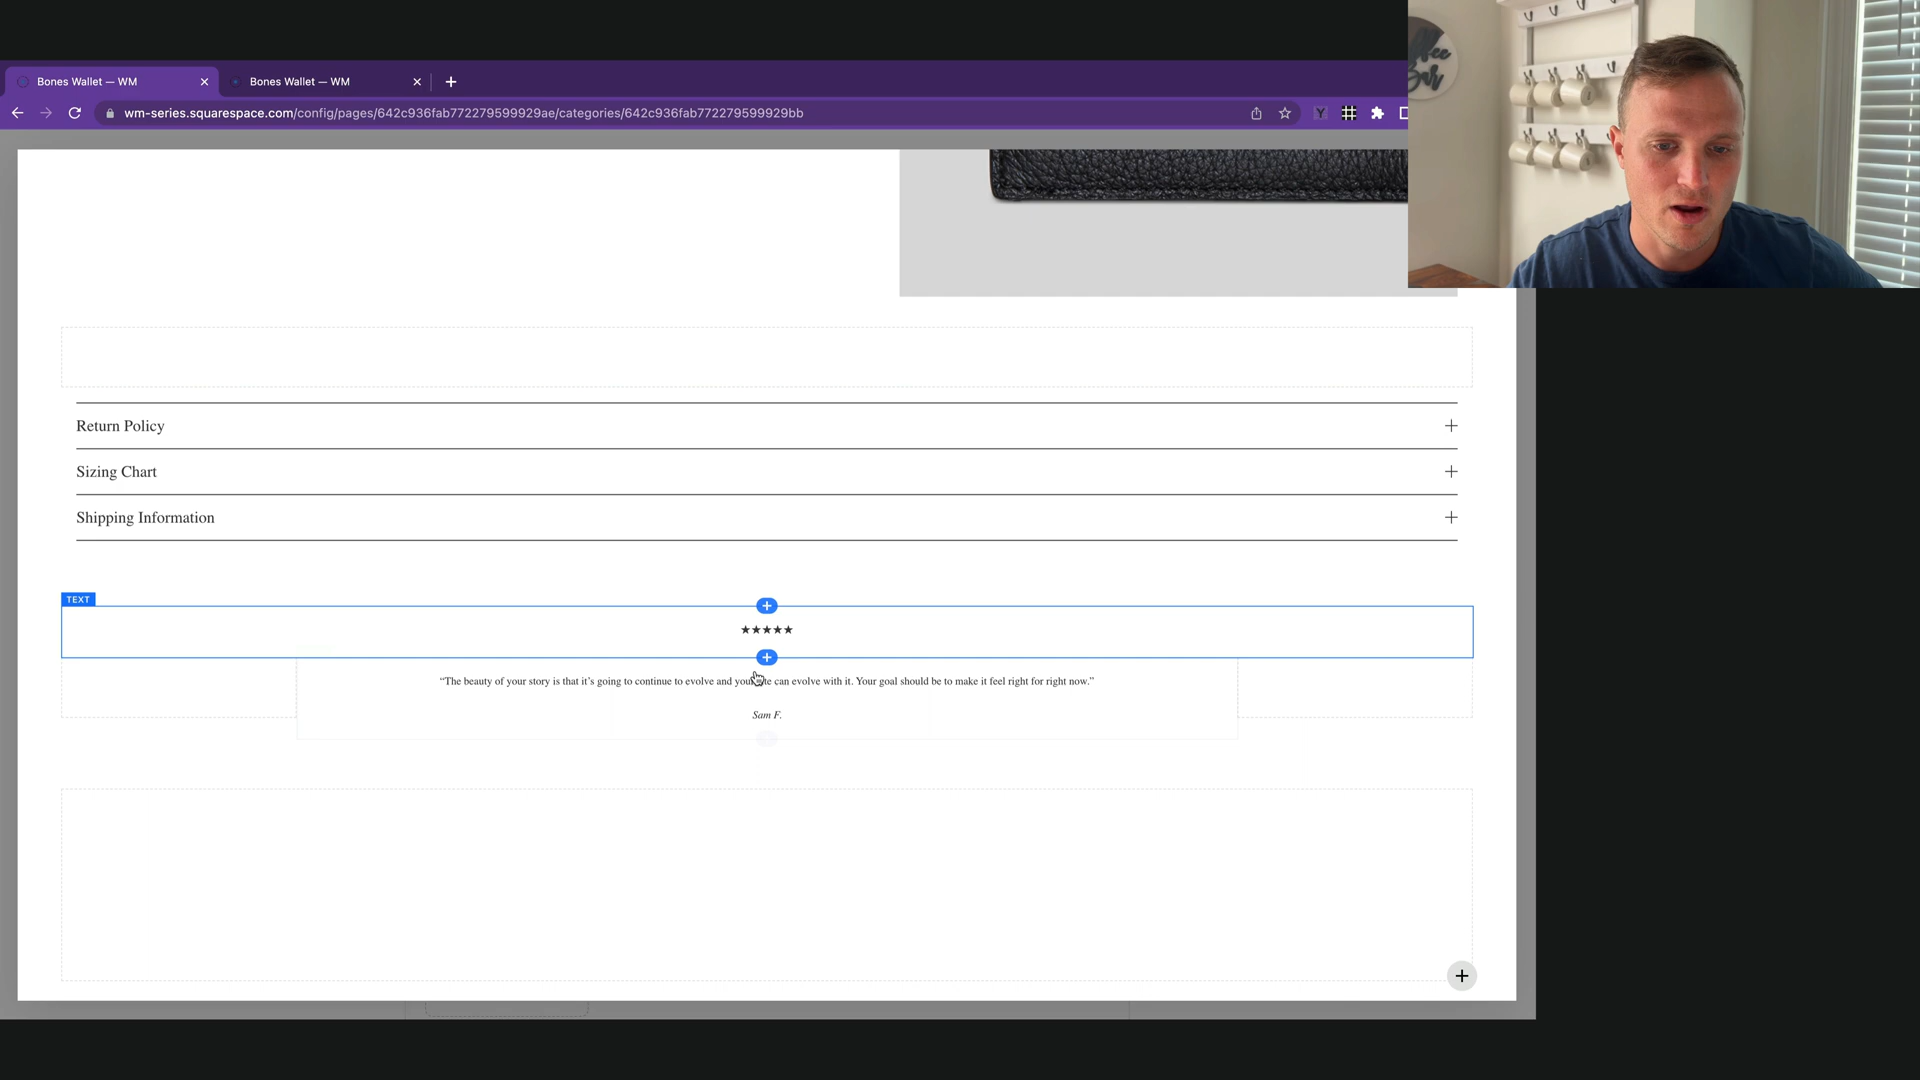 Bones Wallet — WM
Bones Wallet — WM
wm-series.squarespace.com/config/pages/642c936fab772279599929ae/categories/642c936fab772279599929bb
Return Policy
Sizing Chart
Shipping Information
TEXT
★★★★★
“The beauty of your story is that it’s going to continue to evolve and your can evolve with it. Your goal should be to make it feel right for right now.”
Sam F.